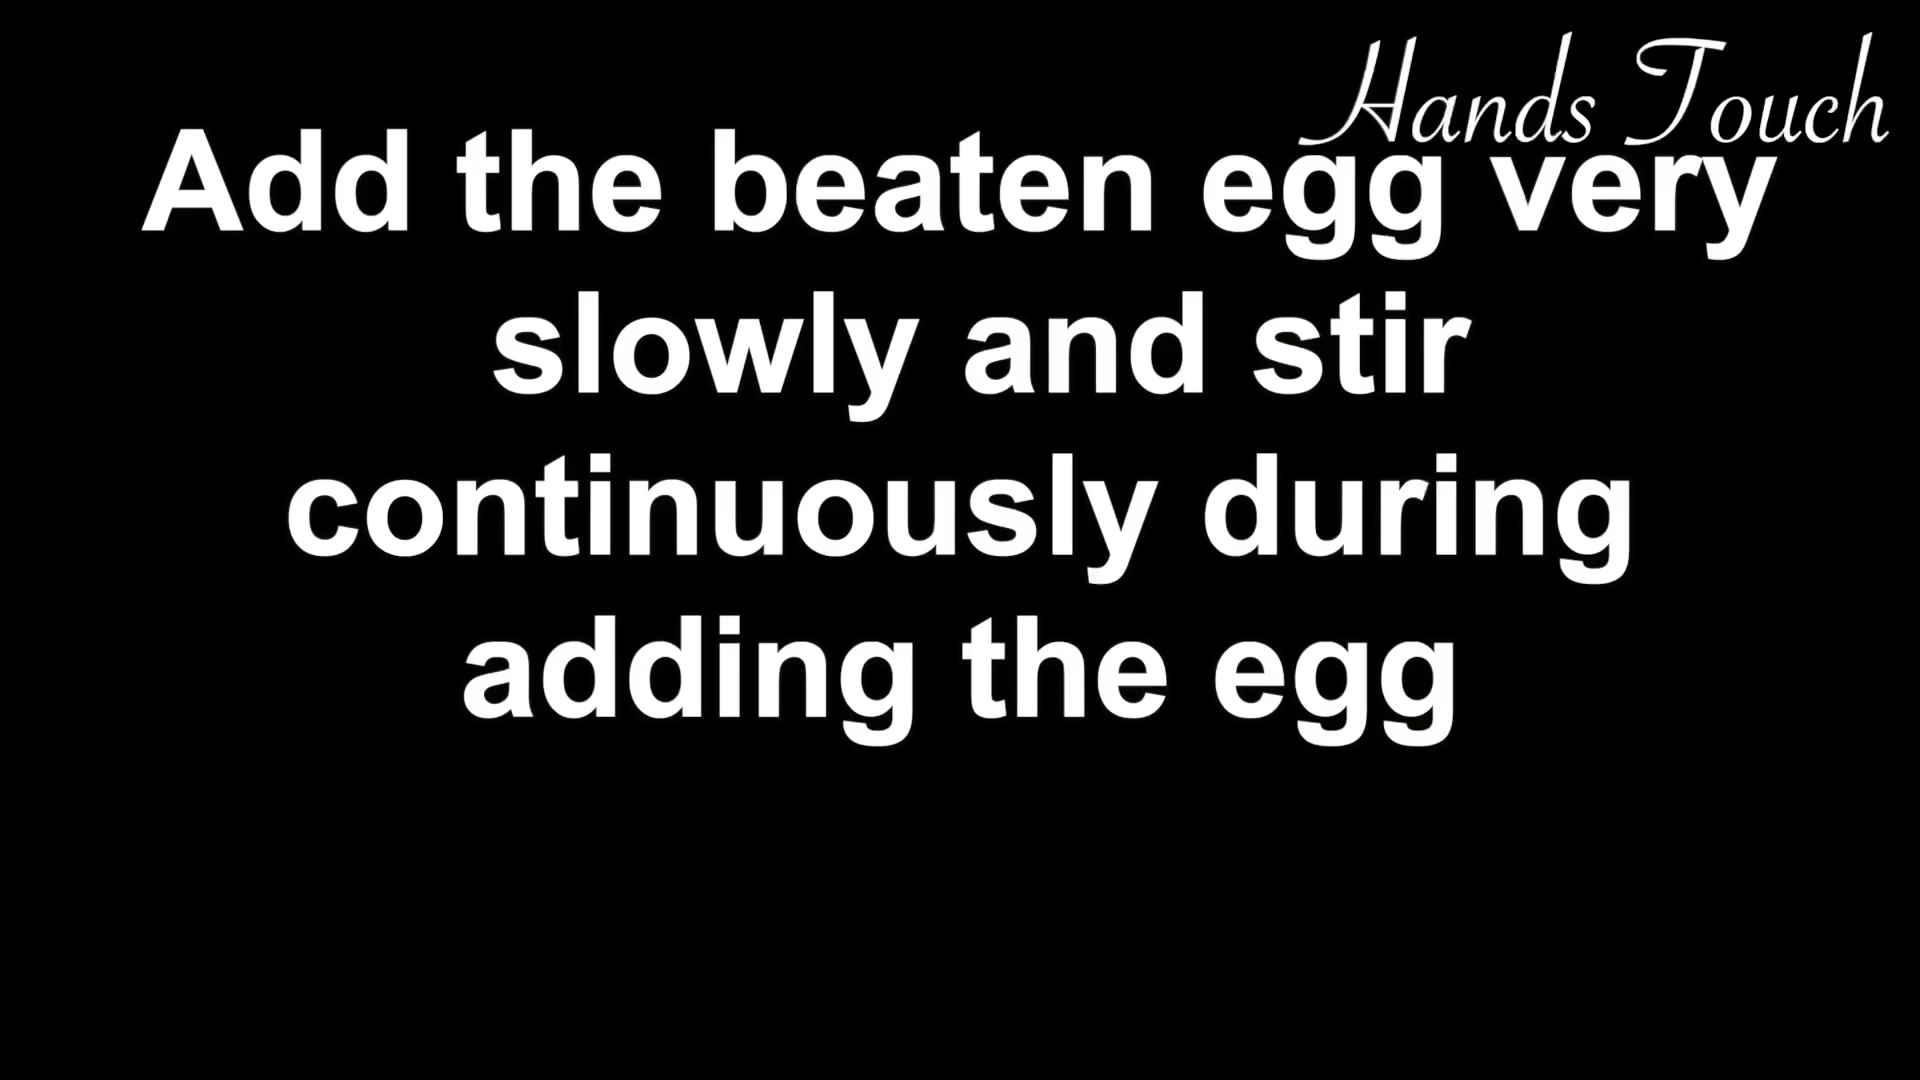 Hands Touch
Add the beaten egg very
slowly and stir
continuously during
adding the egg